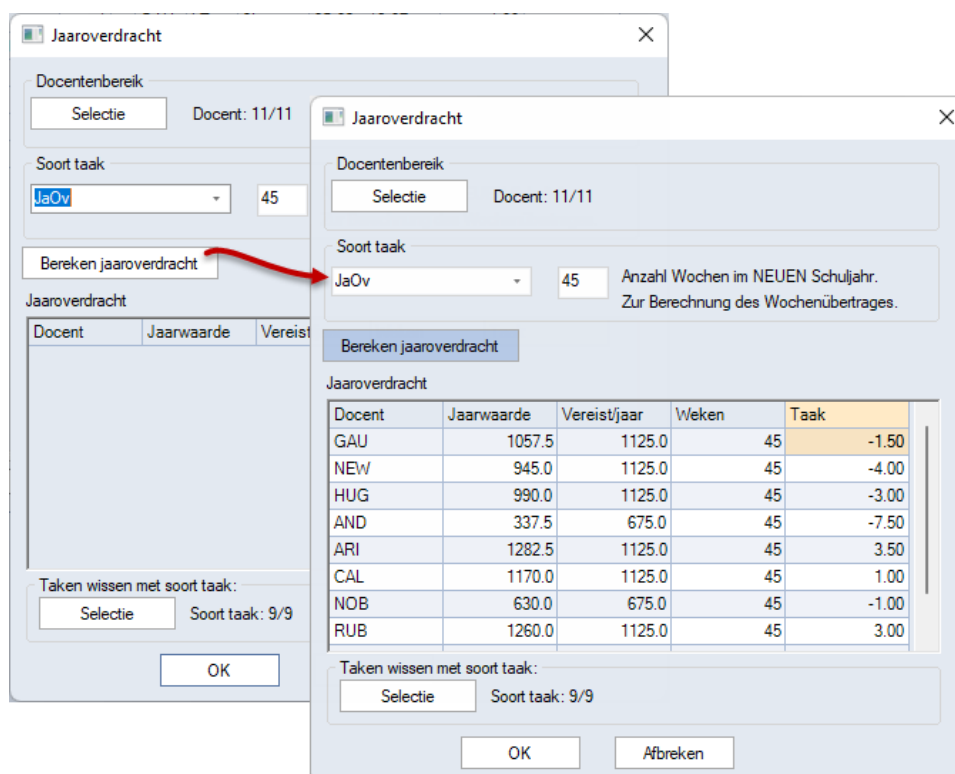 Jaaroverdracht
Docentenbereik
Selectie Docent: 11/11
Soort taak
JaOv 45
Bereken jaaroverdracht
Jaaroverdracht
Docent Jaarwaarde Vereist
Taken wissen met soort taak:
Selectie Soort taak: 9/9
OK
Jaaroverdracht
Docentenbereik
Selectie Docent: 11/11
Soort taak
JaOv 45 Anzahl Wochen im NEUEN Schuljahr.
Zur Berechnung des Wochenübertrages.
Bereken jaaroverdracht
Jaaroverdracht
Docent Jaarwaarde Vereist/jaar Weken Taak
GAU 1057.5 1125.0 45 -1.50
NEW 945.0 1125.0 45 -4.00
HUG 990.0 1125.0 45 -3.00
AND 337.5 675.0 45 -7.50
ARI 1282.5 1125.0 45 3.50
CAL 1170.0 1125.0 45 1.00
NOB 630.0 675.0 45 -1.00
RUB 1260.0 1125.0 45 3.00
Taken wissen met soort taak:
Selectie Soort taak: 9/9
OK Afbreken